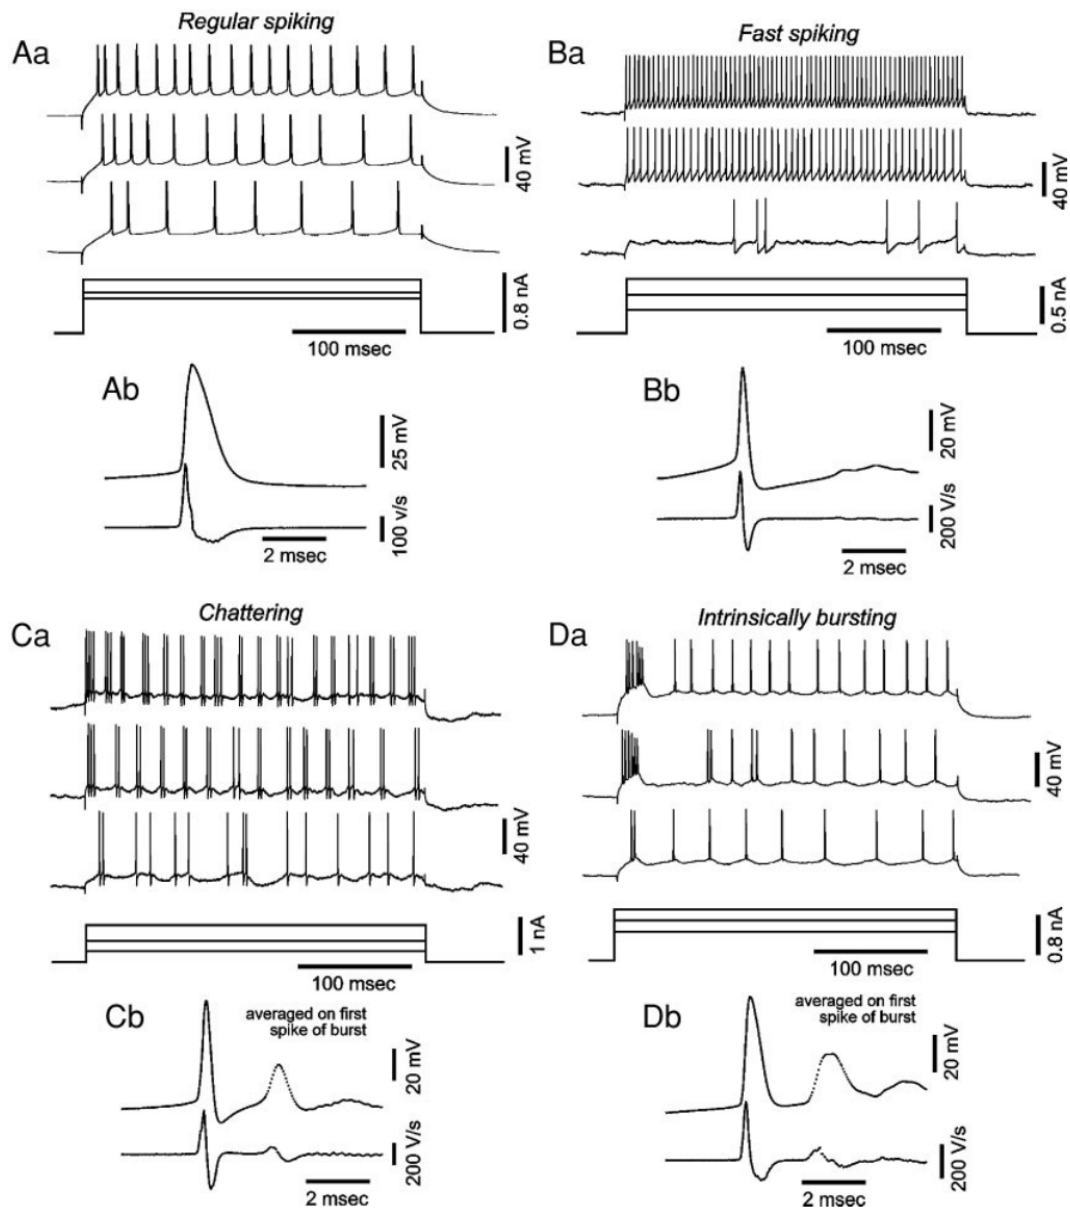 Regular spiking
Aa
40 mV
0.8 nA
100 msec
Ab
25 mV
100 v/s
2 msec
Fast spiking
Ba
40 mV
0.5 nA
100 msec
Bb
20 mV
200 V/s
2 msec
Chattering
Ca
40 mV
1 nA
100 msec
Cb
averaged on first
spike of burst
20 mV
200 V/s
2 msec
Intrinsically bursting
Da
40 mV
0.8 nA
100 msec
Db
averaged on first
spike of burst
20 mV
200 V/s
2 msec